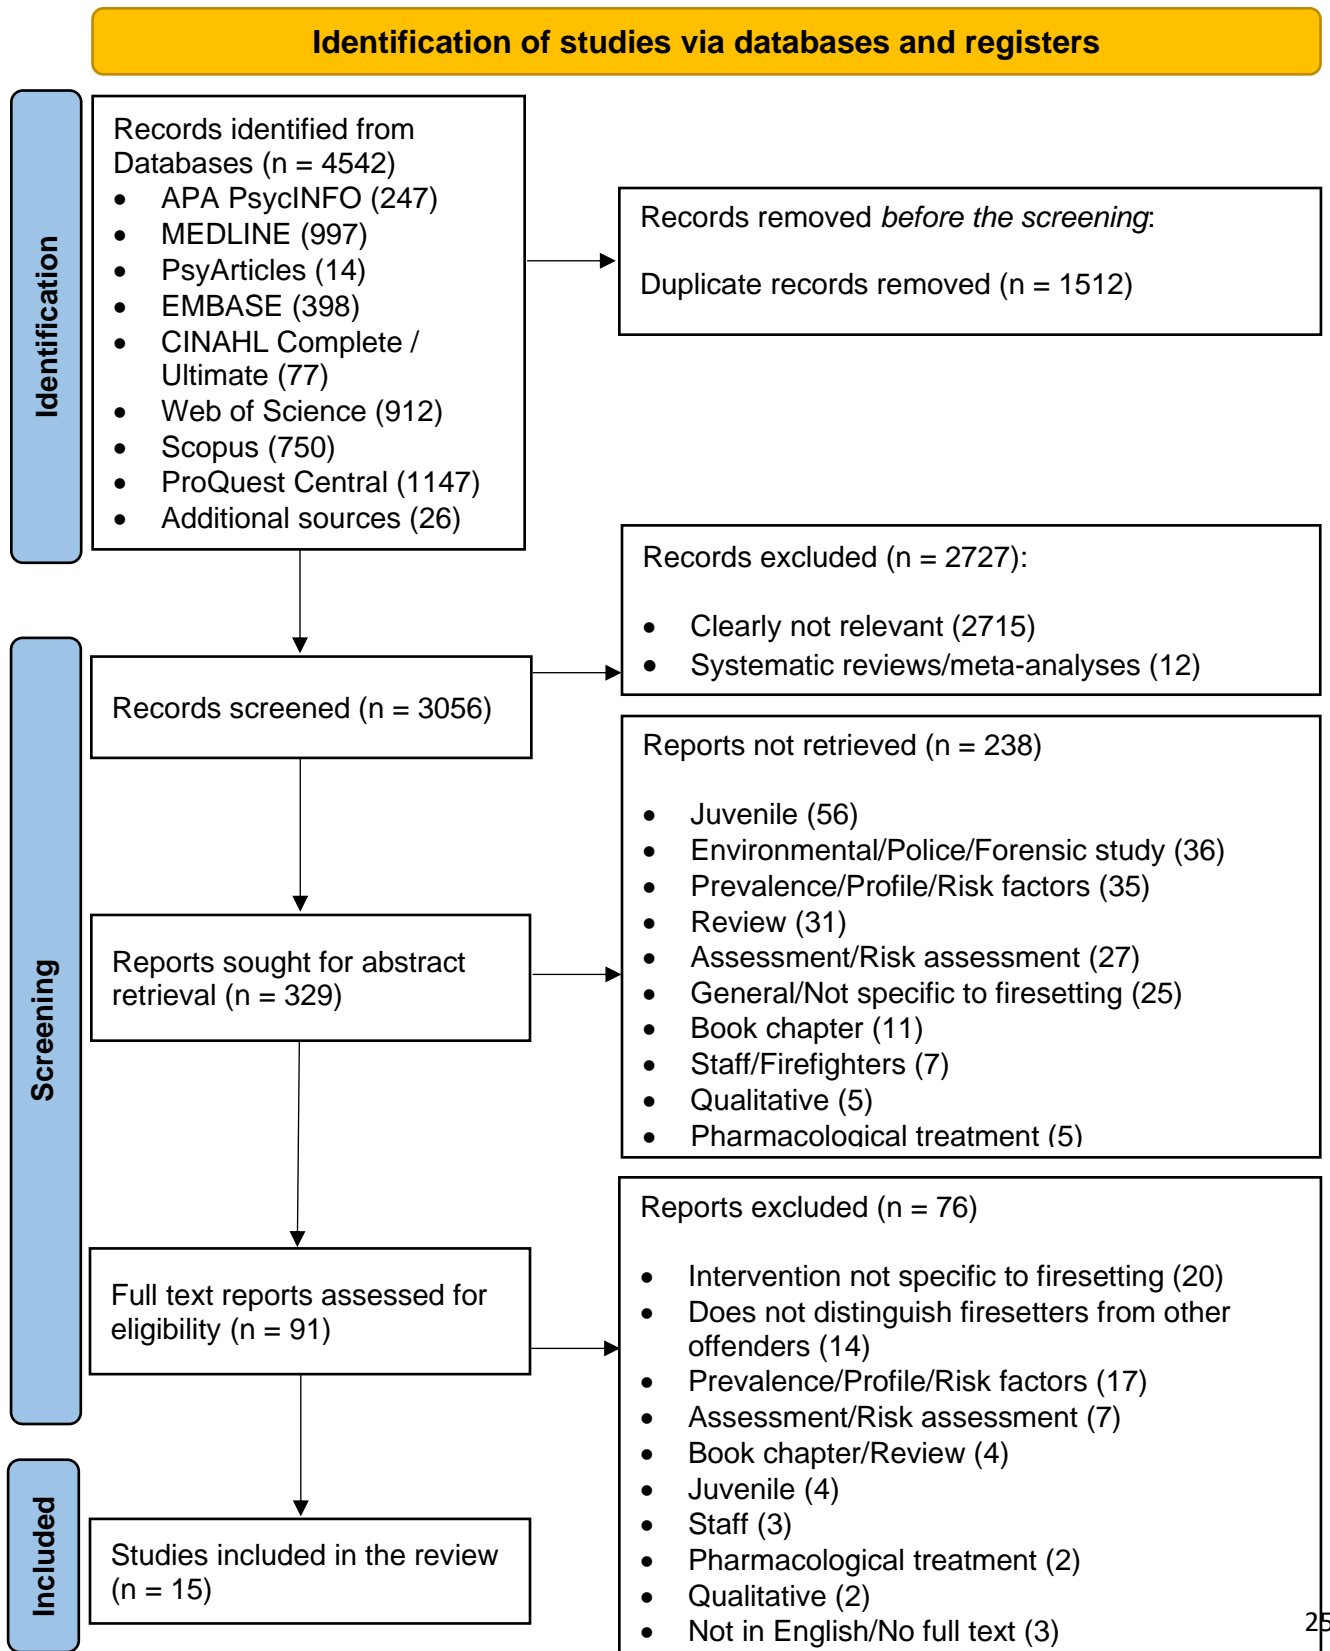 Identification of studies via databases and registers
Identification
Records identified from
Databases (n = 4542)
• APA PsycINFO (247)
• MEDLINE (997)
• PsyArticles (14)
• EMBASE (398)
• CINAHL Complete /
Ultimate (77)
• Web of Science (912)
• Scopus (750)
• ProQuest Central (1147)
• Additional sources (26)
Records removed before the screening:
Duplicate records removed (n = 1512)
Screening
Records screened (n = 3056)
Records excluded (n = 2727):
• Clearly not relevant (2715)
• Systematic reviews/meta-analyses (12)
Reports sought for abstract
retrieval (n = 329)
Reports not retrieved (n = 238)
• Juvenile (56)
• Environmental/Police/Forensic study (36)
• Prevalence/Profile/Risk factors (35)
• Review (31)
• Assessment/Risk assessment (27)
• General/Not specific to firesetting (25)
• Book chapter (11)
• Staff/Firefighters (7)
• Qualitative (5)
• Pharmacological treatment (5)
Full text reports assessed for
eligibility (n = 91)
Reports excluded (n = 76)
• Intervention not specific to firesetting (20)
• Does not distinguish firesetters from other
offenders (14)
• Prevalence/Profile/Risk factors (17)
• Assessment/Risk assessment (7)
• Book chapter/Review (4)
• Juvenile (4)
• Staff (3)
• Pharmacological treatment (2)
• Qualitative (2)
• Not in English/No full text (3)
Included
Studies included in the review
(n = 15)
25